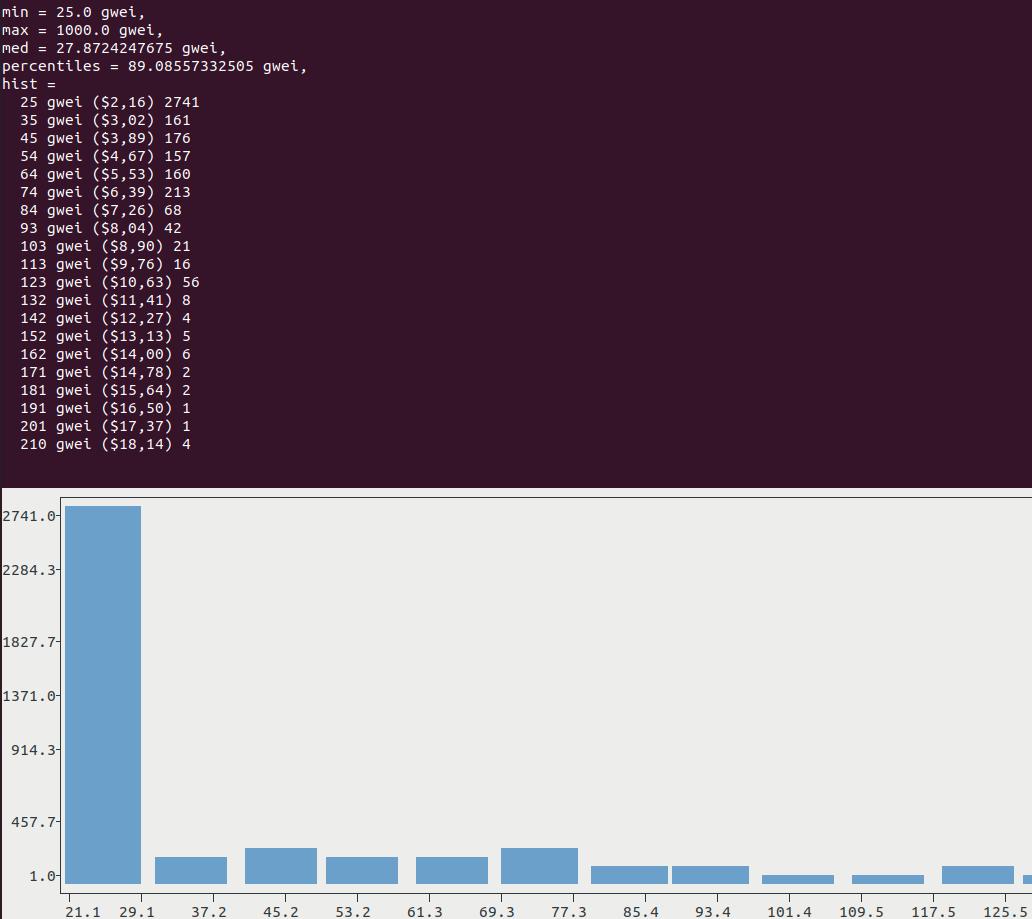 min = 25.0 gwei,
max = 1000.0 gwei,
med = 27.8724247675 gwei,
percentiles = 89.08557332505 gwei,
hist =
25 gwei ($2,16) 2741
35 gwei ($3,02) 161
45 gwei ($3,89) 176
54 gwei ($4,67) 157
64 gwei ($5,53) 160
74 gwei ($6,39) 213
84 gwei ($7,26) 68
93 gwei ($8,04) 42
103 gwei ($8,90) 21
113 gwei ($9,76) 16
123 gwei ($10,63) 56
132 gwei ($11,41) 8
142 gwei ($12,27) 4
152 gwei ($13,13) 5
162 gwei ($14,00) 6
171 gwei ($14,78) 2
181 gwei ($15,64) 2
191 gwei ($16,50) 1
201 gwei ($17,37) 1
210 gwei ($18,14) 4
2741.0
2284.3
1827.7
1371.0
914.3
457.7
1.0
21.1 29.1 37.2 45.2 53.2 61.3 69.3 77.3 85.4 93.4 101.4 109.5 117.5 125.5